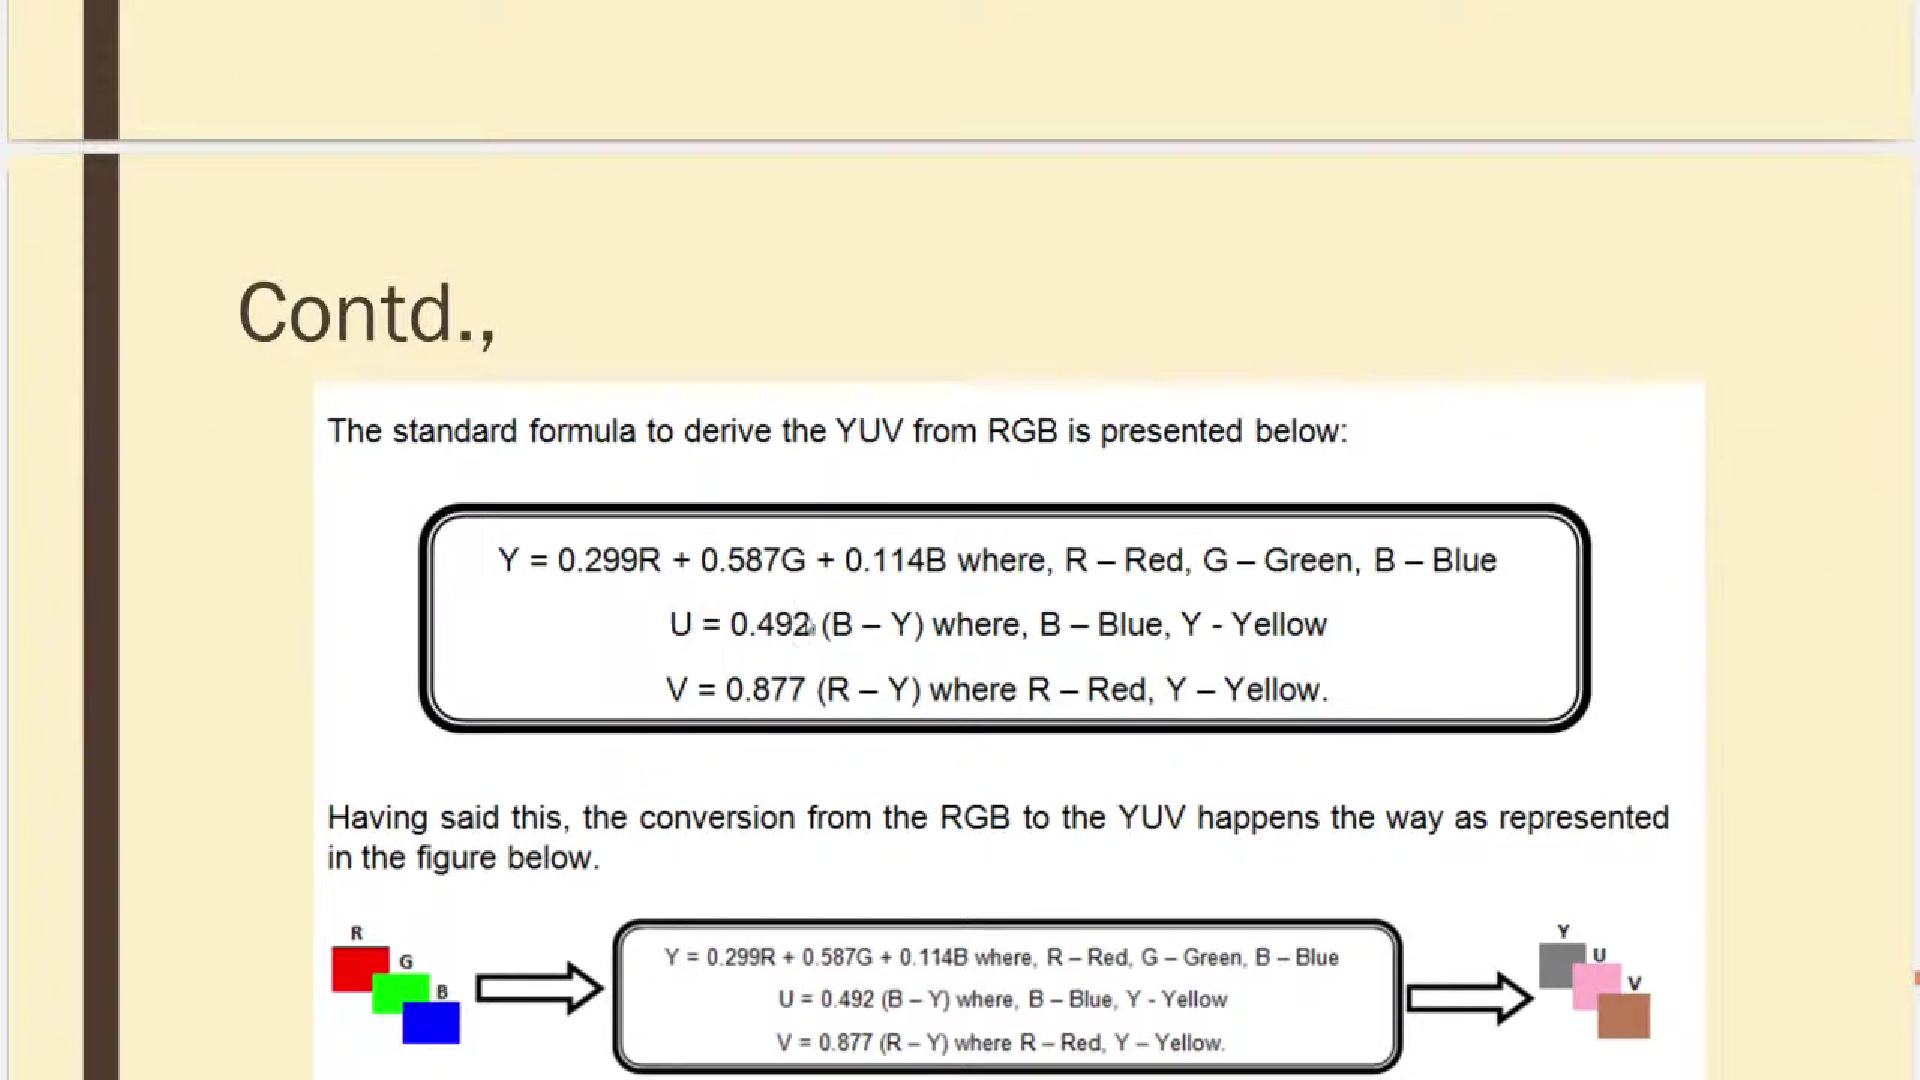 Contd.,
The standard formula to derive the YUV from RGB is presented below:
Y = 0.299R + 0.587G + 0.114B where, R – Red, G – Green, B – Blue
U = 0.492 (B – Y) where, B – Blue, Y - Yellow
V = 0.877 (R – Y) where R – Red, Y – Yellow.
Having said this, the conversion from the RGB to the YUV happens the way as represented
in the figure below.
R
G
B
Y = 0.299R + 0.587G + 0.114B where, R – Red, G – Green, B – Blue
U = 0.492 (B – Y) where, B – Blue, Y - Yellow
V = 0.877 (R – Y) where R – Red, Y – Yellow.
Y
U
V